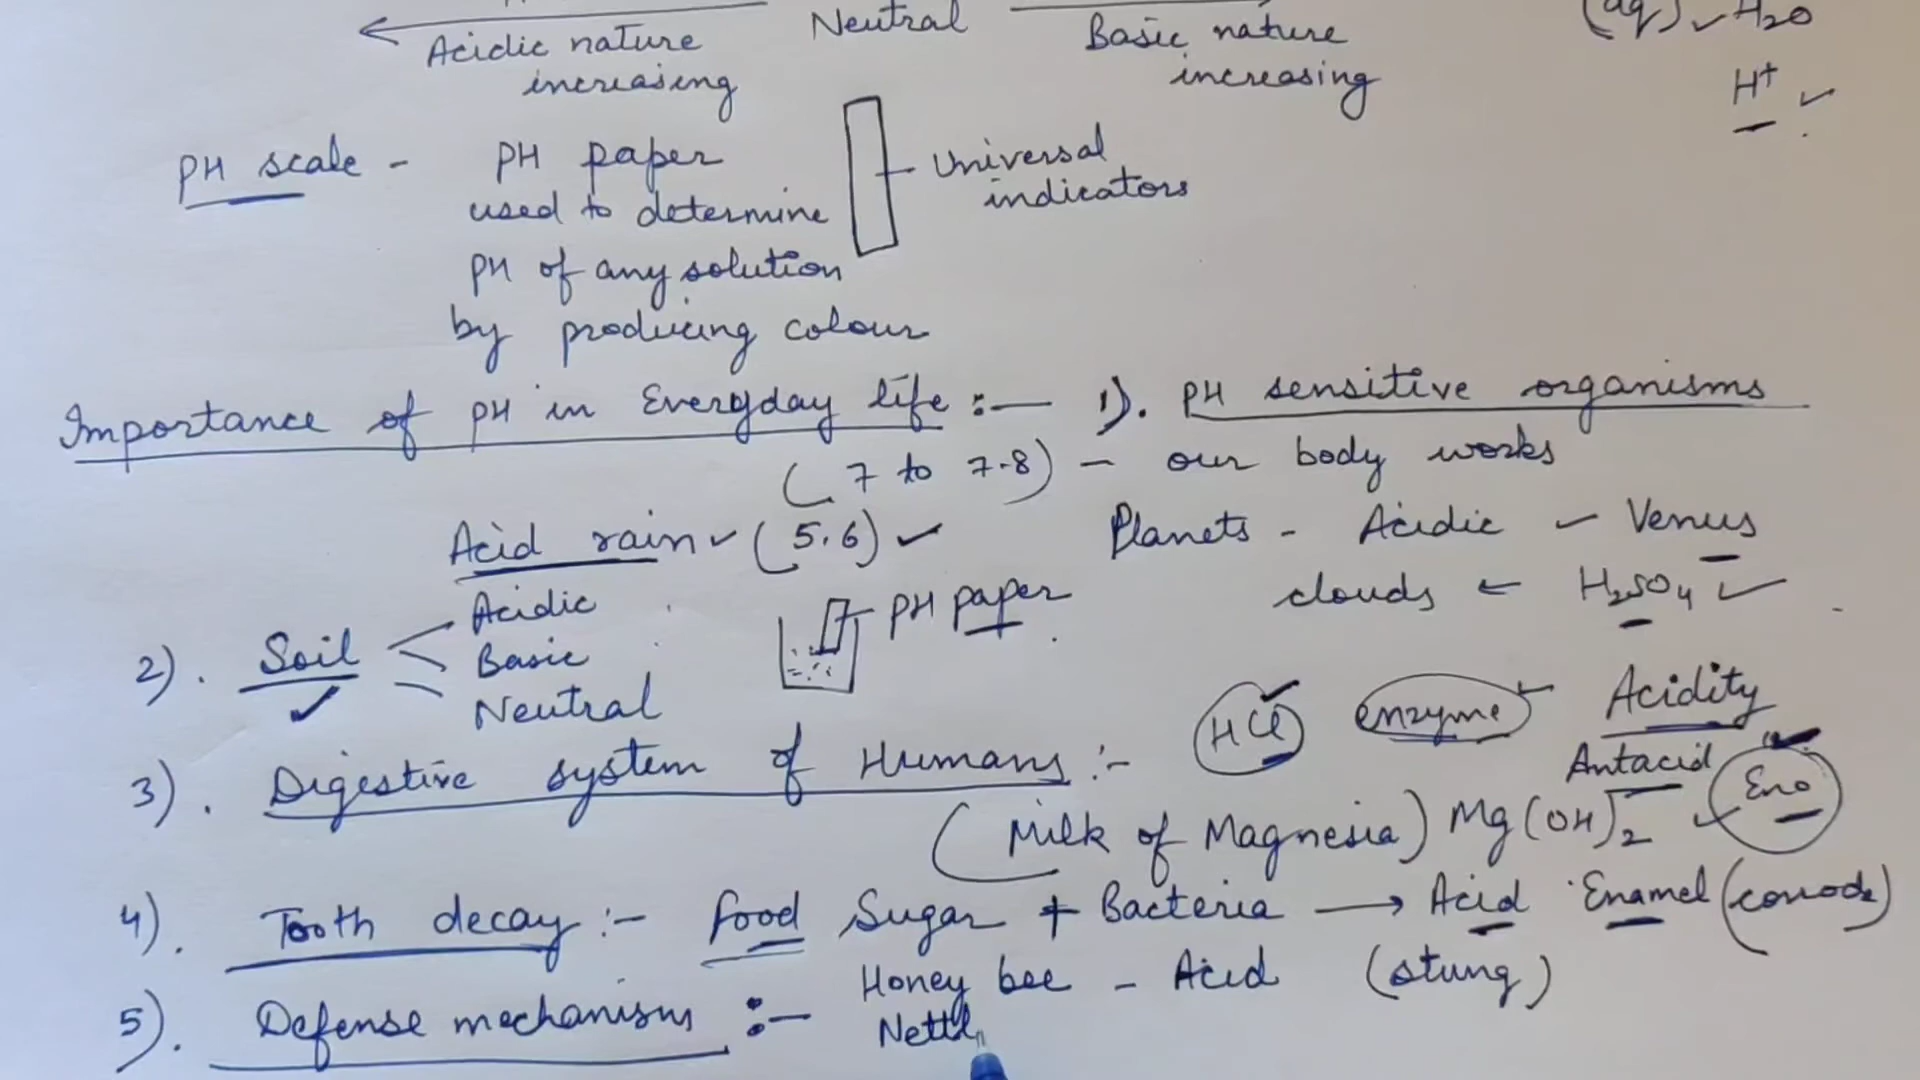 Acidic nature increasing
Neutral
Basic nature increasing
(aq) H2O
H+
PH scale - PH paper
used to determine
PH of any solution
by producing colour
Universal
indicators
Importance of PH in Everyday life :- 1). PH sensitive organisms
(7 to 7.8) - our body works
Acid rain (5.6)
Planets - Acidic - Venus
clouds ← H2SO4
2). Soil
Acidic
Basic
Neutral
PH paper
3). Digestive system of Humans :-
HCl enzyme Acidity
Antacid Eno
(Milk of Magnesia) Mg(OH)2
4). Tooth decay :- food Sugar + Bacteria → Acid Enamel
5). Defense mechanism :- Honey bee - Acid (stung)
Nettl